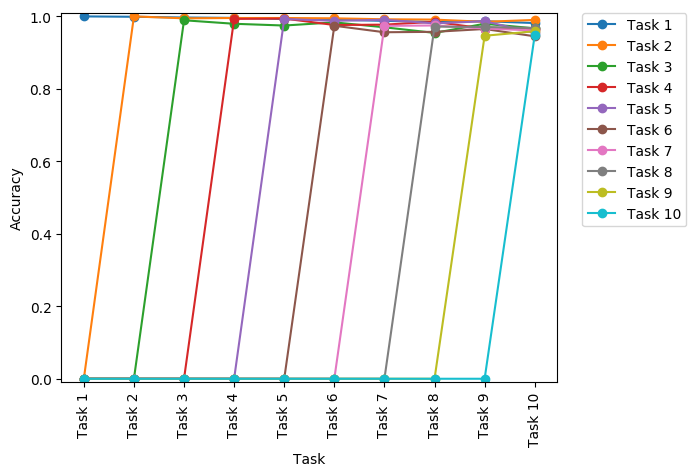 1.0
0.8
0.6
0.4
0.2
0.0
Accuracy
Task 1
Task 2
Task 3
Task 4
Task 5
Task 6
Task 7
Task 8
Task 9
Task 10
Task
Task 1
Task 2
Task 3
Task 4
Task 5
Task 6
Task 7
Task 8
Task 9
Task 10